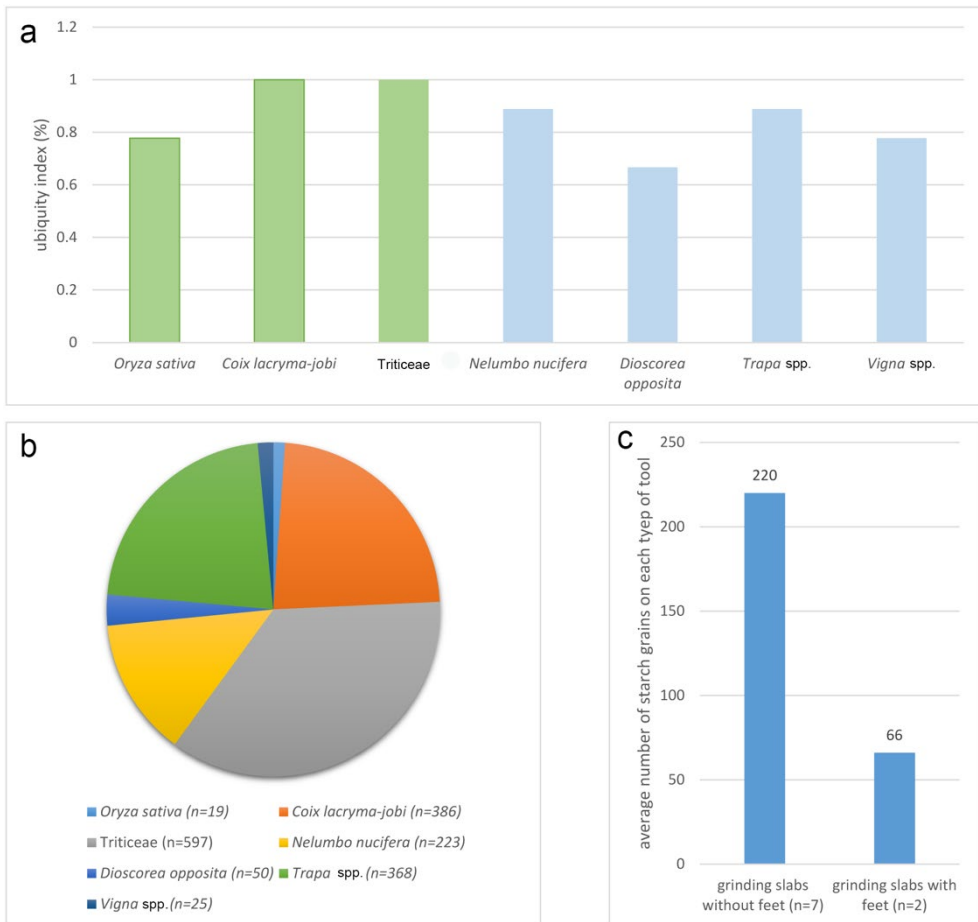 a
1.2
1
0.8
0.6
0.4
0.2
0
ubiquity index (%)
Oryza sativa
Coix lacryma-jobi
Triticeae
Nelumbo nucifera
Dioscorea
opposita
Trapa spp.
Vigna spp.
b
Oryza sativa (n=19)
Coix lacryma-jobi (n=386)
Triticeae (n=597)
Nelumbo nucifera (n=223)
Dioscorea opposita (n=50)
Trapa spp. (n=368)
Vigna spp. (n=25)
c
average number of starch grains on each tyep of tool
250
200
150
100
50
0
220
66
grinding slabs
without feet (n=7)
grinding slabs with
feet (n=2)